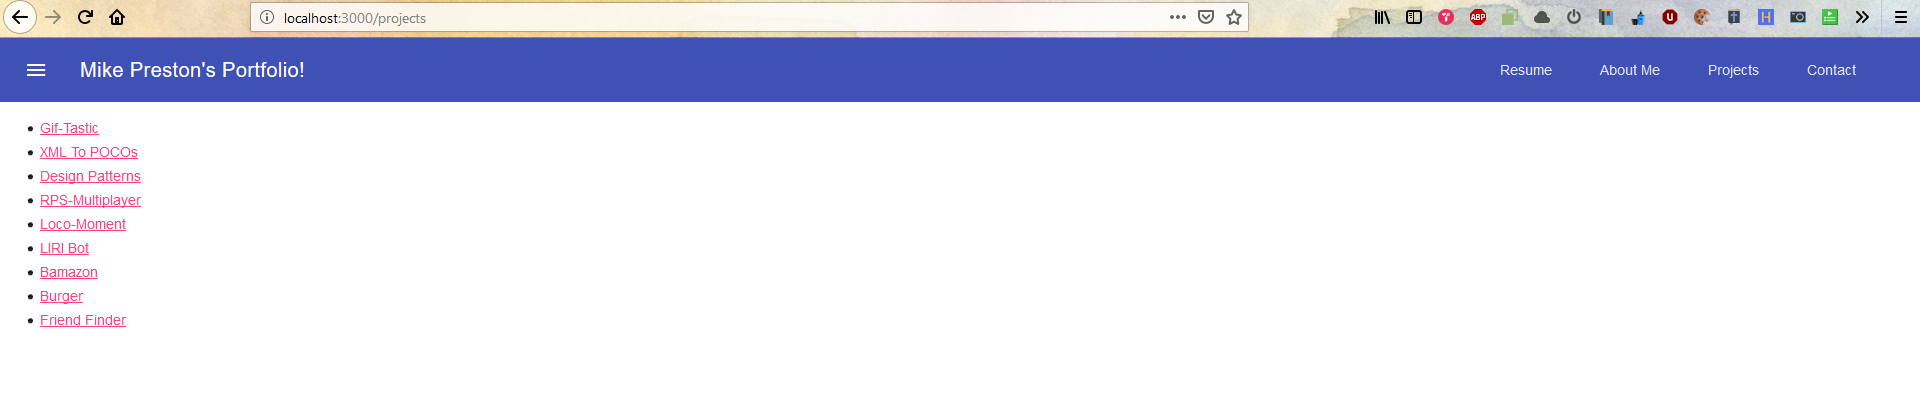 localhost:3000/projects
ABP
Mike Preston's Portfolio!
Resume About Me Projects Contact
Gif-Tastic
XML To POCOs
Design Patterns
RPS-Multiplayer
Loco-Moment
LIRI Bot
Bamazon
Burger
Friend Finder